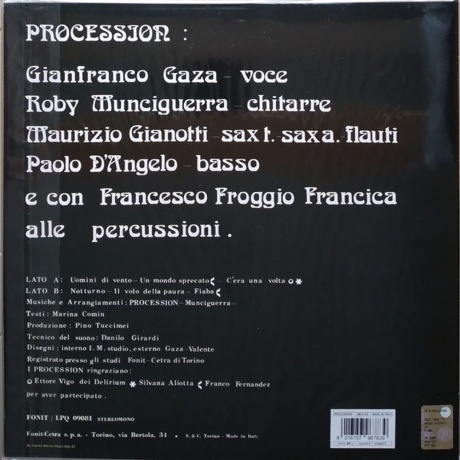 PROCESSION :
Gianfranco Gaza – voce
Roby Munciguerra – chitarre
Maurizio Gianotti – sax t. – sax a. – flauti
Paolo D'Angelo – basso
e con Francesco Froggio Francica
alle percussioni .
LATO A: Uomini di vento – Un mondo sprecato – C'era una volta
LATO B: Notturno – Il volo della paura – Fiaba
Musiche e Arrangiamenti: PROCESSION – Munciguerra –
Testi: Marina Comin
Produzione: Pino Tuccimei
Tecnico del suono: Danilo Girardi
Disegni: interno I.M. studio, esterno Gaza-Valente
Registrato presso gli studi Fonit-Cetra di Torino
I PROCESSION ringraziano:
Ettore Vigo dei Delirium Silvana Aliotta Franco Fernandez
per aver partecipato.
FONIT / LPQ 09081 STEREOMONO
Fonit-Cetra s.p.a. - Torino, via Bertola, 34 • S. G. C. Torino - Made in Italy